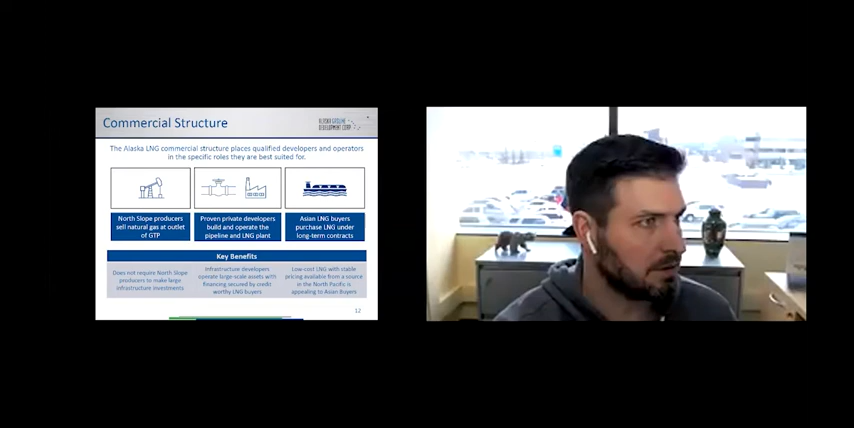 Commercial Structure
ALASKA GASLINE
DEVELOPMENT CORP.
The Alaska LNG commercial structure places qualified developers and operators
in the specific roles they are best suited for.
North Slope producers
sell natural gas at outlet
of GTP
Proven private developers
build and operate the
pipeline and LNG plant
Asian LNG buyers
purchase LNG under
long-term contracts
Key Benefits
Does not require North Slope
producers to make large
infrastructure investments
Infrastructure developers
operate large-scale assets with
financing secured by credit
worthy LNG buyers
Low-cost LNG with stable
pricing available from a source
in the North Pacific is
appealing to Asian Buyers
12